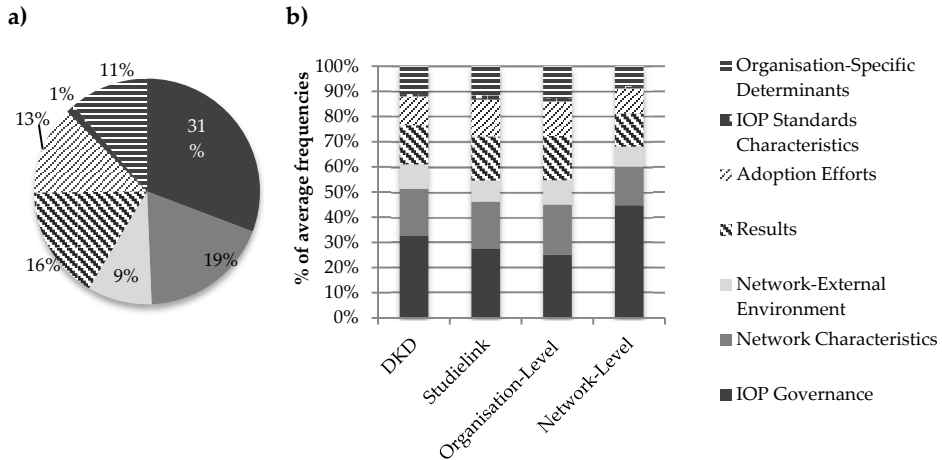 a)
11%
1%
13%
31
%
16%
9%
19%
b)
% of average frequencies
100%
90%
80%
70%
60%
50%
40%
30%
20%
10%
0%
DKD
Studielink
Organisation-Level
Network-Level
Organisation-Specific
Determinants
IOP Standards
Characteristics
Adoption Efforts
Results
Network-External
Environment
Network Characteristics
IOP Governance